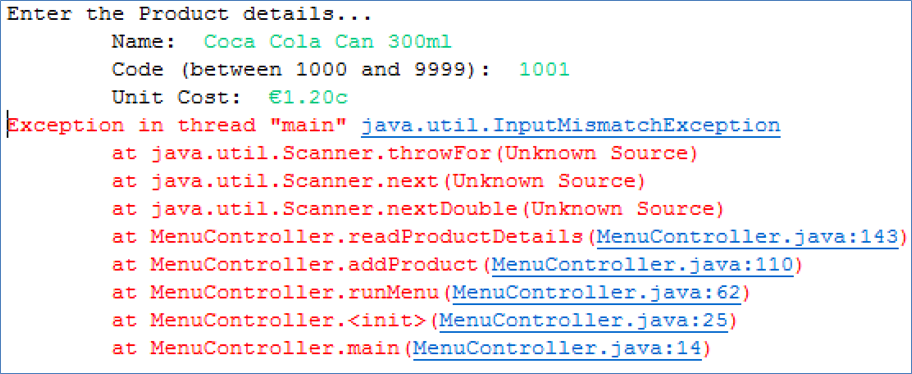 Enter the Product details...
Name:  Coca Cola Can 300ml
Code (between 1000 and 9999):  1001
Unit Cost:  €1.20c
Exception in thread "main" java.util.InputMismatchException
at java.util.Scanner.throwFor(Unknown Source)
at java.util.Scanner.next(Unknown Source)
at java.util.Scanner.nextDouble(Unknown Source)
at MenuController.readProductDetails(MenuController.java:143)
at MenuController.addProduct(MenuController.java:110)
at MenuController.runMenu(MenuController.java:62)
at MenuController.<init>(MenuController.java:25)
at MenuController.main(MenuController.java:14)